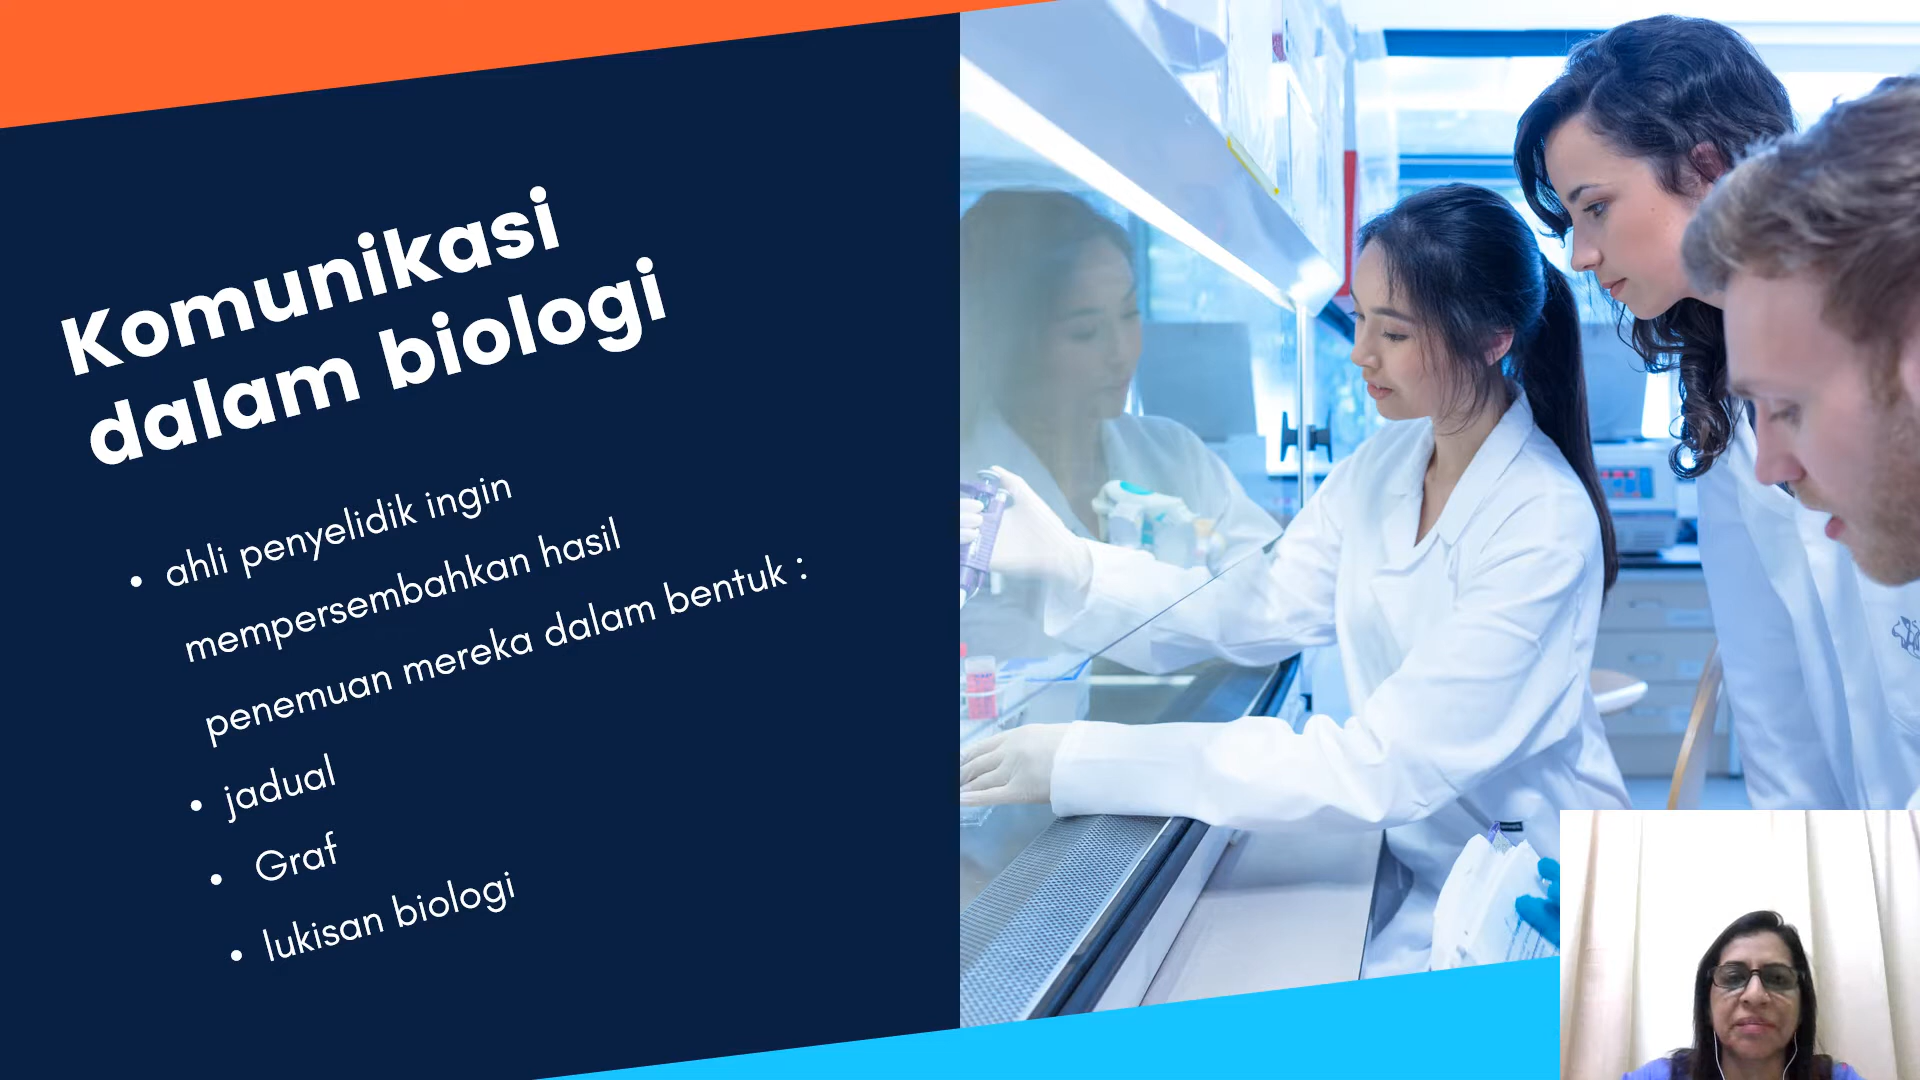 Komunikasi
dalam biologi
• ahli penyelidik ingin
mempersembahkan hasil
penemuan mereka dalam bentuk :
• jadual
• Graf
• lukisan biologi